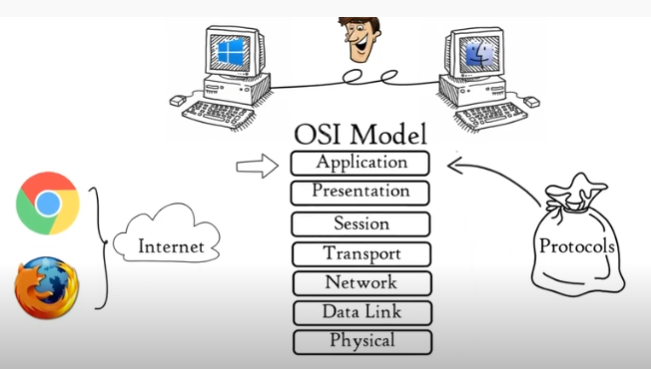 OSI Model
Application
Presentation
Session
Transport
Network
Data Link
Physical
Internet
Protocols